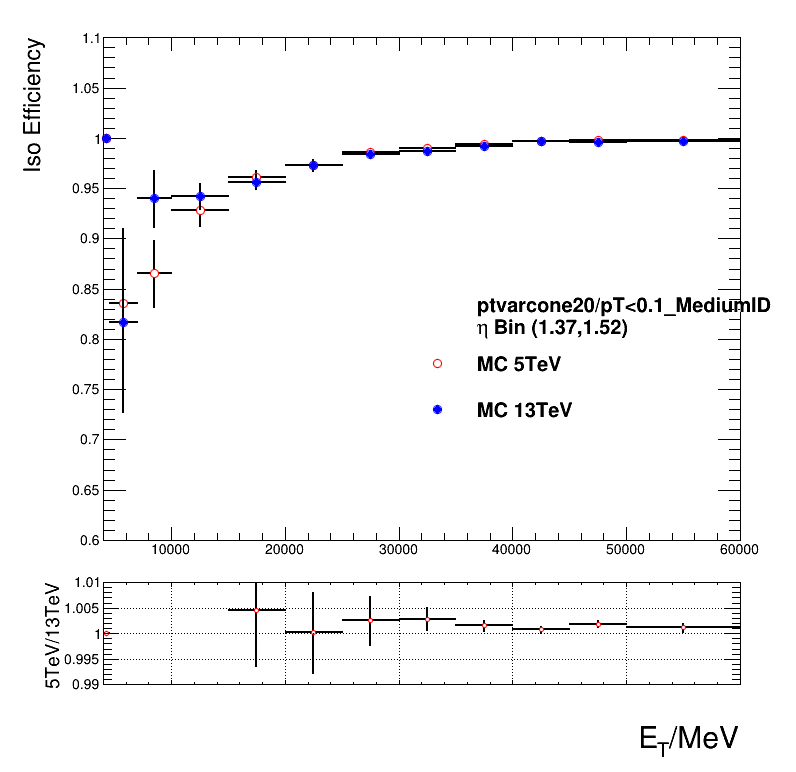 Iso Efficiency
1.1
1.05
1
0.95
0.9
0.85
0.8
0.75
0.7
0.65
0.6
ptvarcone20/pT<0.1_MediumID
η Bin (1.37,1.52)
MC 5TeV
MC 13TeV
10000 20000 30000 40000 50000 60000
5TeV/13TeV
1.01
1.005
1
0.995
0.99
E_T/MeV